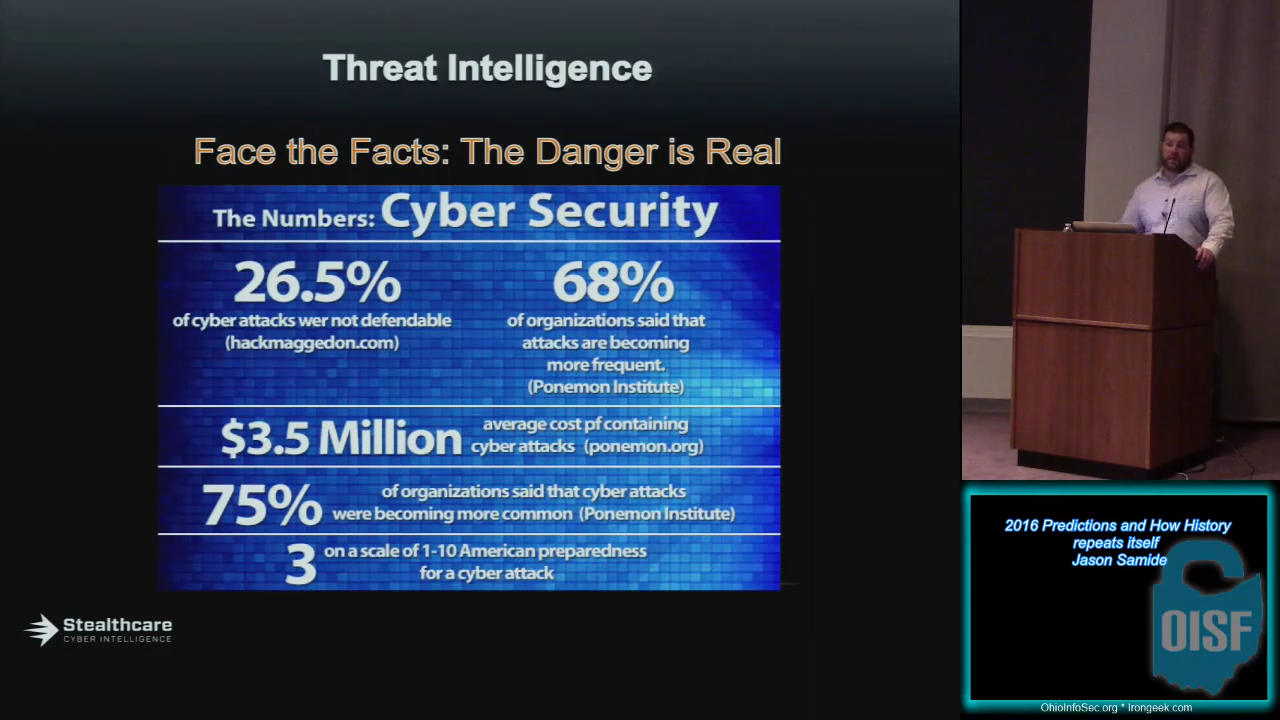 Threat Intelligence
Face the Facts: The Danger is Real
The Numbers: Cyber Security
26.5%
of cyber attacks wer not defendable
(hackmaggedon.com)
68%
of organizations said that
attacks are becoming
more frequent.
(Ponemon Institute)
$3.5 Million
average cost pf containing
cyber attacks (ponemon.org)
75%
of organizations said that cyber attacks
were becoming more common (Ponemon Institute)
3
on a scale of 1-10 American preparedness
for a cyber attack
Stealthcare
CYBER INTELLIGENCE
2016 Predictions and How History
repeats itself
Jason Samide
OISF
OhioInfoSec.org * Irongeek.com